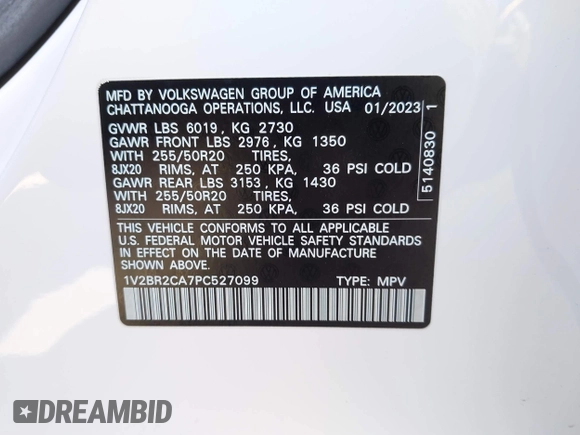 MFD BY VOLKSWAGEN GROUP OF AMERICA
CHATTANOOGA OPERATIONS, LLC. USA 01/2023
GVWR LBS 6019, KG 2730
GAWR FRONT LBS 2976, KG 1350
WITH 255/50R20 TIRES,
8JX20 RIMS, AT 250 KPA, 36 PSI COLD
GAWR REAR LBS 3153, KG 1430
WITH 255/50R20 TIRES,
8JX20 RIMS, AT 250 KPA, 36 PSI COLD
THIS VEHICLE CONFORMS TO ALL APPLICABLE
U.S. FEDERAL MOTOR VEHICLE SAFETY STANDARDS
IN EFFECT ON THE DATE OF MANUFACTURE
SHOWN ABOVE.
1V2BR2CA7PC527099 TYPE: MPV
5140830 1
DREAMBID